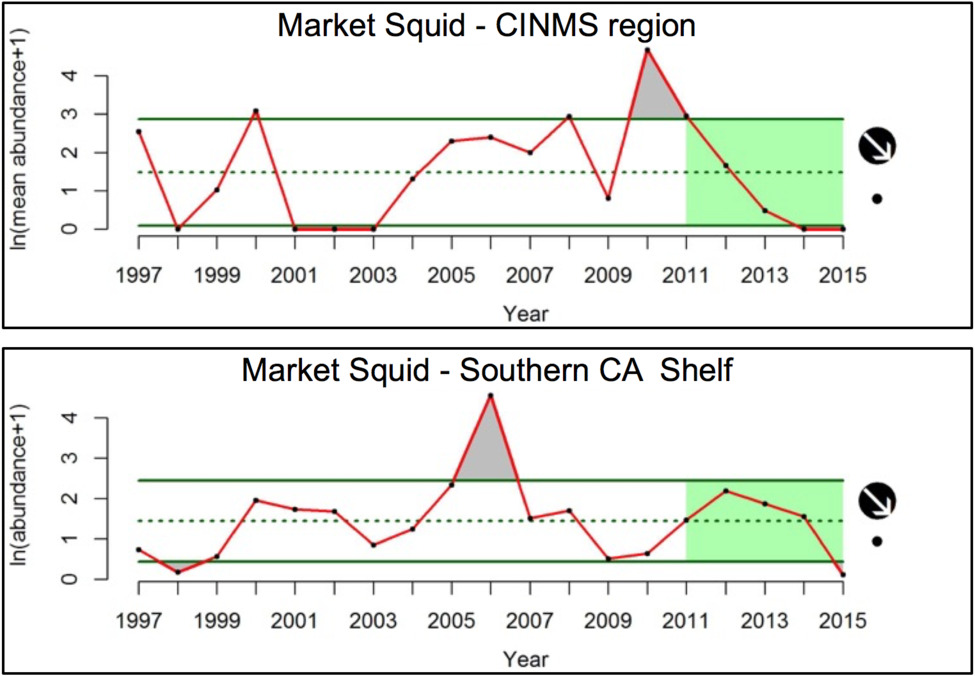 Market Squid - CINMS region
ln(mean abundance+1)
4
3
2
1
0
1997 1999 2001 2003 2005 2007 2009 2011 2013 2015
Year
Market Squid - Southern CA Shelf
ln(abundance+1)
4
3
2
1
0
1997 1999 2001 2003 2005 2007 2009 2011 2013 2015
Year